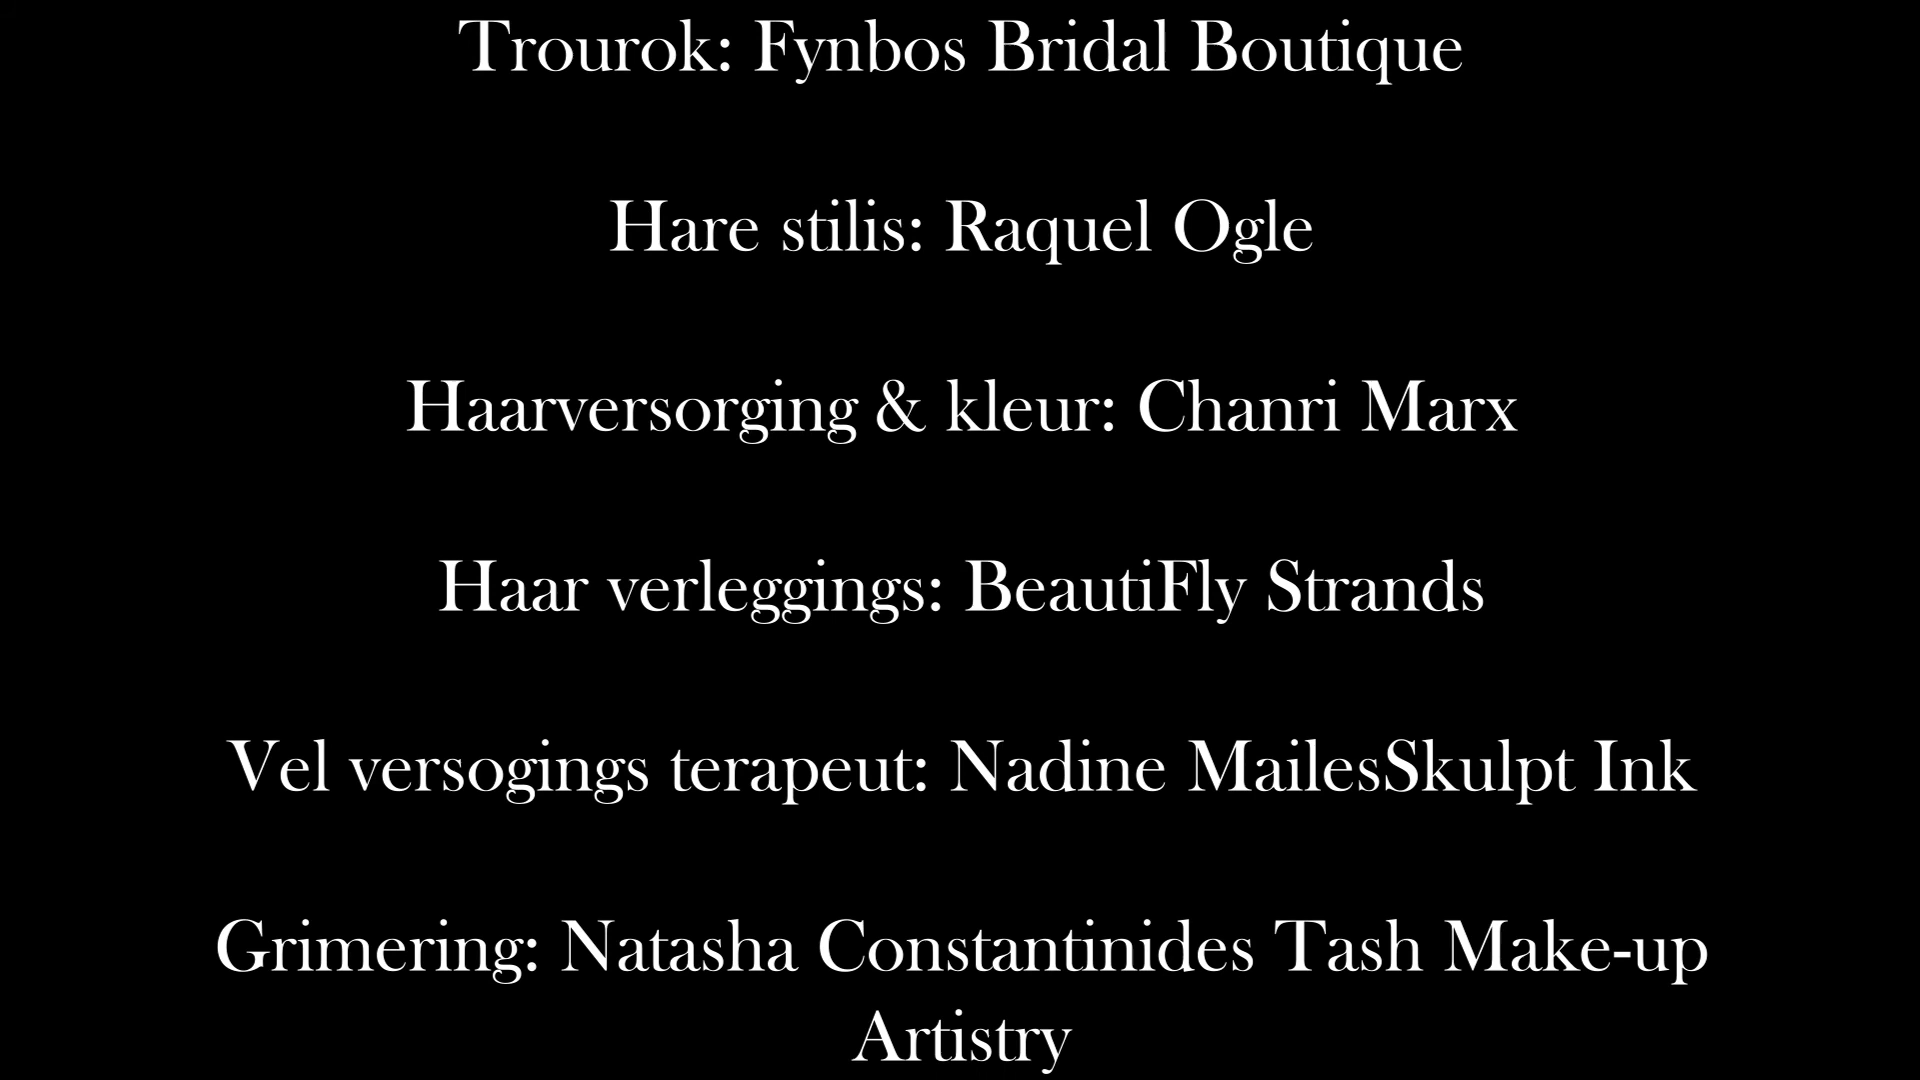 Trourok: Fynbos Bridal Boutique
Hare stilis: Raquel Ogle
Haarversorging & kleur: Chanri Marx
Haar verleggings: BeautiFly Strands
Vel versogings terapeut: Nadine MailesSkulpt Ink
Grimering: Natasha Constantinides Tash Make-up
Artistry